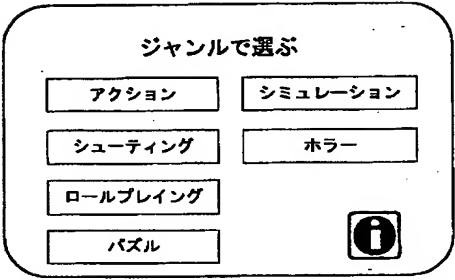 ジャンルで選ぶ
アクション
シミュレーション
シューティング
ホラー
ロールプレイング
パズル
i